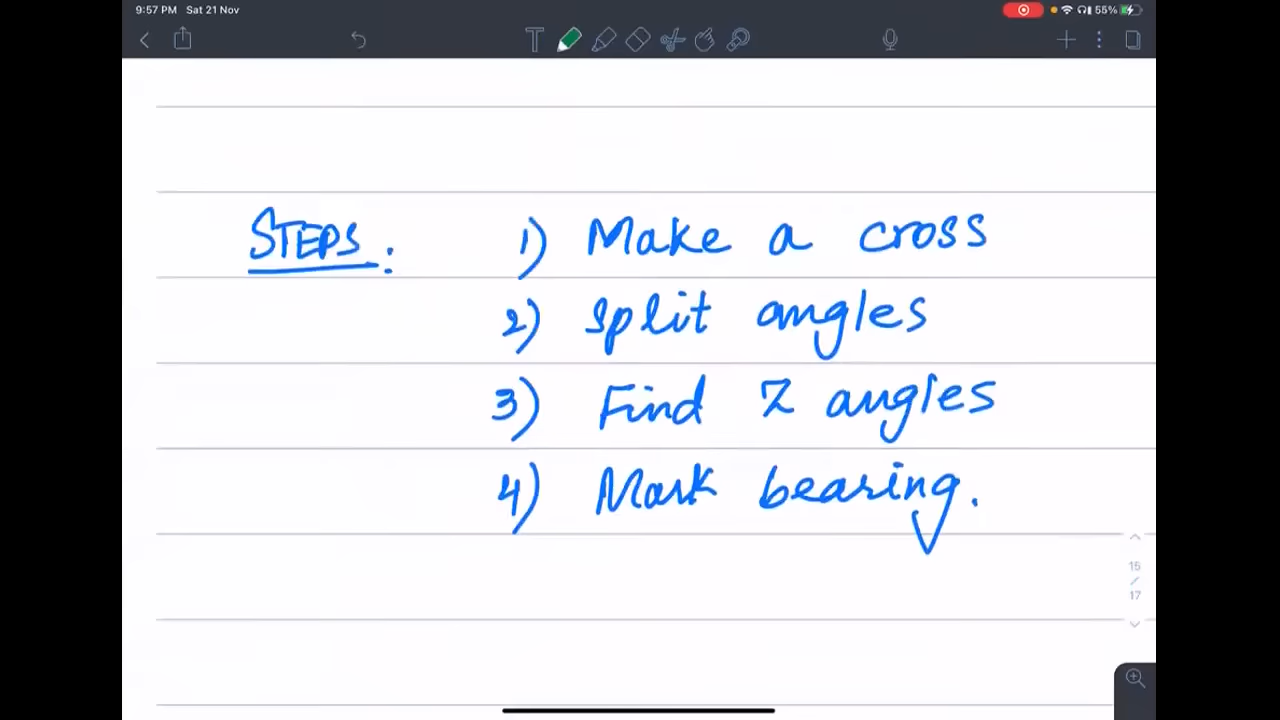 9:57 PM Sat 21 Nov 55%
T
STEPS: 1) Make a cross
2) Split angles
3) Find Z angles
4) Mark bearing.
15
/
17